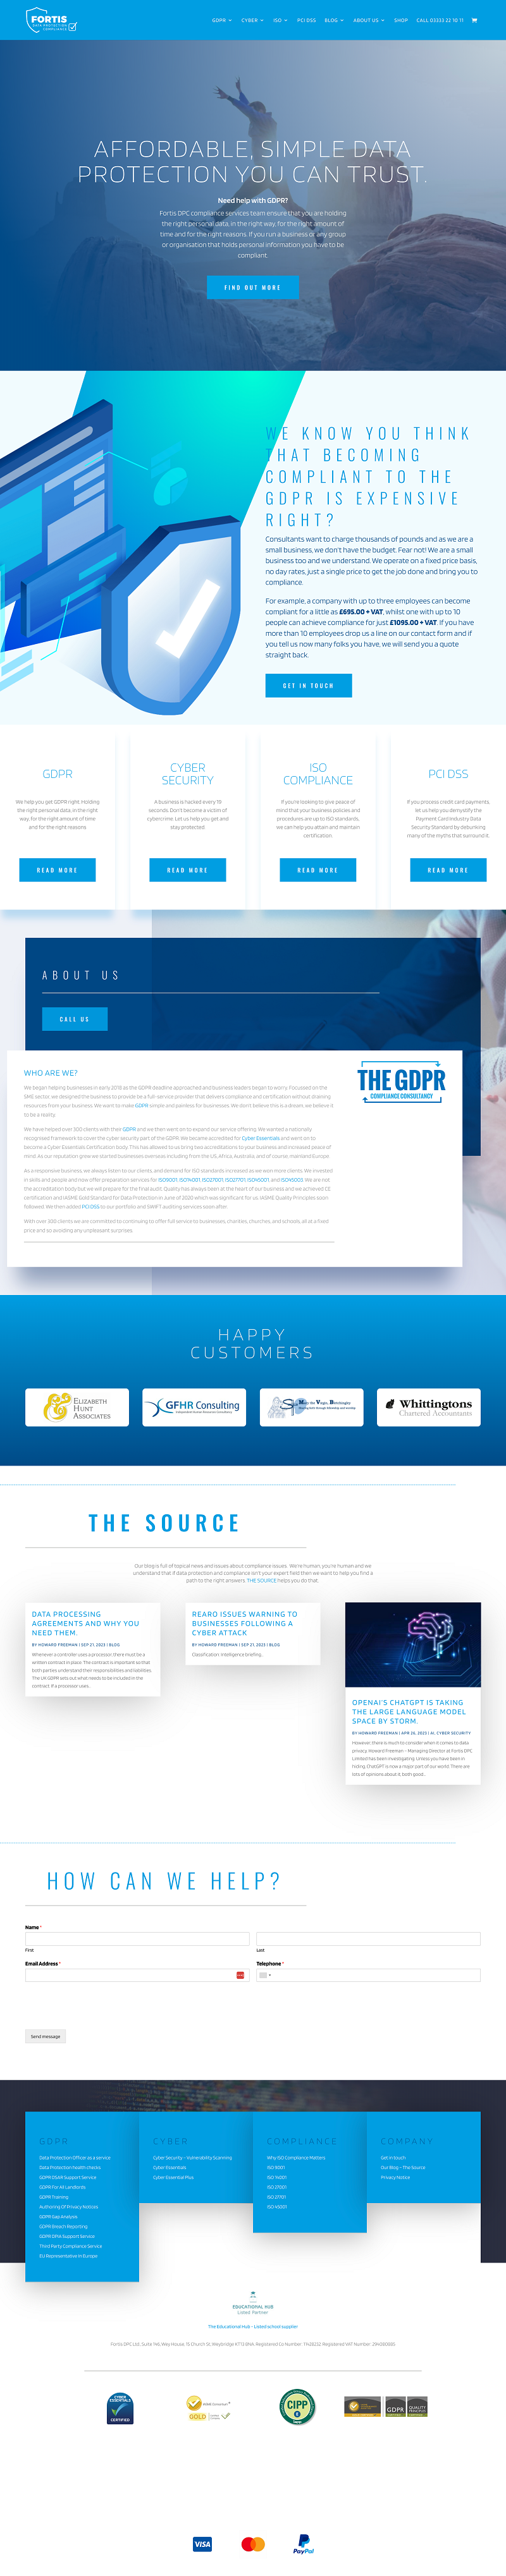 FORTIS
DATA PROTECTION
COMPLIANCE
GDPR
CYBER
ISO
PCI DSS
BLOG
ABOUT US
SHOP
CALL 03333 22 10 11
AFFORDABLE, SIMPLE DATA
PROTECTION YOU CAN TRUST.
Need help with GDPR?
Fortis DPC compliance services team ensure that you are holding
the right personal data, in the right way, for the right amount of
time and for the right reasons. If you run a business or any group
or organisation that holds personal information you have to be
compliant.
FIND OUT MORE
WE KNOW YOU THINK
THAT BECOMING
COMPLIANT TO THE
GDPR IS EXPENSIVE
RIGHT?
Consultants want to charge thousands of pounds and as we are a
small business, we don't have the budget. Fear not! We are a small
business too and we understand. We operate on a fixed price basis,
no day rates, just a single price to get the job done and bring you to
compliance.
For example, a company with up to three employees can become
compliant for a little as £695.00 + VAT, whilst one with up to 10
people can achieve compliance for just £1095.00 + VAT. If you have
more than 10 employees drop us a line on our contact form and if
you tell us how many folks you have, we will send you a quote
straight back.
GET IN TOUCH
GDPR
We help you get GDPR right. Holding
the right personal data, in the right
way, for the right amount of time
and for the right reasons
READ MORE
CYBER
SECURITY
A business is hacked every 19
seconds. Don't become a victim of
cybercrime. Let us help you get and
stay protected.
READ MORE
ISO
COMPLIANCE
If you're looking to give peace of
mind that your business policies and
procedures are up to ISO standards,
we can help you attain and maintain
certification.
READ MORE
PCI DSS
If you process credit card payments,
let us help you demystify the
Payment Card Industry Data
Security Standard by debunking
many of the myths that surround it.
READ MORE
ABOUT US
CALL US
WHO ARE WE?
We began helping businesses in early 2018 as the GDPR deadline approached and business leaders began to worry. Focussed on the
SME sector, we designed the business to provide be a full-service provider that delivers compliance and certification without draining
resources from your business. We want to make GDPR simple and painless for businesses. We don't believe this is a dream, we believe it
to be a reality.
We have helped over 300 clients with their GDPR and we then went on to expand our service offering. We wanted a nationally
recognised framework to cover the cyber security part of the GDPR. We became accredited for Cyber Essentials and went on to
become a Cyber Essentials Certification body. This has allowed us to bring two more accreditations to your business and increased peace of
mind. As our reputation grew we started businesses overseas including from the US, Africa, Australia, and of course, mainland Europe.
As a responsive business, we always listen to our clients, and demand for ISO standards increased as we won more clients. We invested
in skills and people and now offer preparation services for ISO9001, ISO14001, ISO27001, ISO27701, ISO45001, and ISO45003. We are not
the accreditation body but we will prepare for the final audit. Quality has always been at the heart of our business and we achieved CE
certification and IASME Gold Standard for Data Protection in June of 2020 which was significant for us. IASME Quality Principles soon
followed. We then added PCI DSS to our portfolio and SWIFT auditing services soon after.
With over 300 clients we are committed to continuing to offer full service to businesses, charities, churches, and schools, all at a fixed
price and so avoiding any unpleasant surprises.
THE GDPR
COMPLIANCE CONSULTANCY
HAPPY
CUSTOMERS
ELIZABETH
HUNT
ASSOCIATES
GFHR Consulting
Whittingtons
Chartered Accountants
THE SOURCE
Our blog is full of topical news and issues about compliance issues. We're human, you're human and we
understand that if data protection and compliance isn't your expert field then we want to help you find a
path to the right answers. THE SOURCE helps you do that.
DATA PROCESSING
AGREEMENTS AND WHY YOU
NEED THEM.
BY HOWARD FREEMAN | SEP 27, 2023 | BLOG
Whenever a controller uses a processor, there must be a
written contract in place. The contract is important so that
both parties understand their responsibilities and liabilities.
The UK GDPR sets out what needs to be included in the
contract. If a processor uses...
REARO ISSUES WARNING TO
BUSINESSES FOLLOWING A
CYBER ATTACK
BY HOWARD FREEMAN | SEP 21, 2023 | BLOG
Classification: Intelligence briefing...
OPENAI'S CHATGPT IS TAKING
THE LARGE LANGUAGE MODEL
SPACE BY STORM.
BY HOWARD FREEMAN | APR 26, 2023 | AI, CYBER SECURITY
However, there is much to consider when it comes to data
privacy. Howard Freeman – Managing Director at Fortis DPC
Limited has been investigating. Unless you have been in
hiding, ChatGPT is now a major part of our world. There are
lots of opinions about it, both good...
HOW CAN WE HELP?
Name *
First
Last
Email Address *
Telephone *
Send message
GDPR
Data Protection Officer as a service
Data Protection health checks
GDPR DSAR Support Service
GDPR For All Landlords
GDPR Training
Authoring Of Privacy Notices
GDPR Gap Analysis
GDPR Breach Reporting
GDPR DPIA Support Service
Third Party Compliance Service
EU Representative in Europe
CYBER
Cyber Security – Vulnerability Scanning
Cyber Essentials
Cyber Essential Plus
COMPLIANCE
Why ISO Compliance Matters
ISO 9001
ISO 14001
ISO 27001
ISO 27701
ISO 45001
COMPANY
Get in touch
Our Blog – The Source
Privacy Notice
EDUCATIONAL HUB
Listed Partner
The Educational Hub – Listed school supplier
CYBER
ESSENTIALS
CERTIFIED
GOLD
CIPP
GDPR
QUALITY
PRINCIPLES
VISA
PayPal